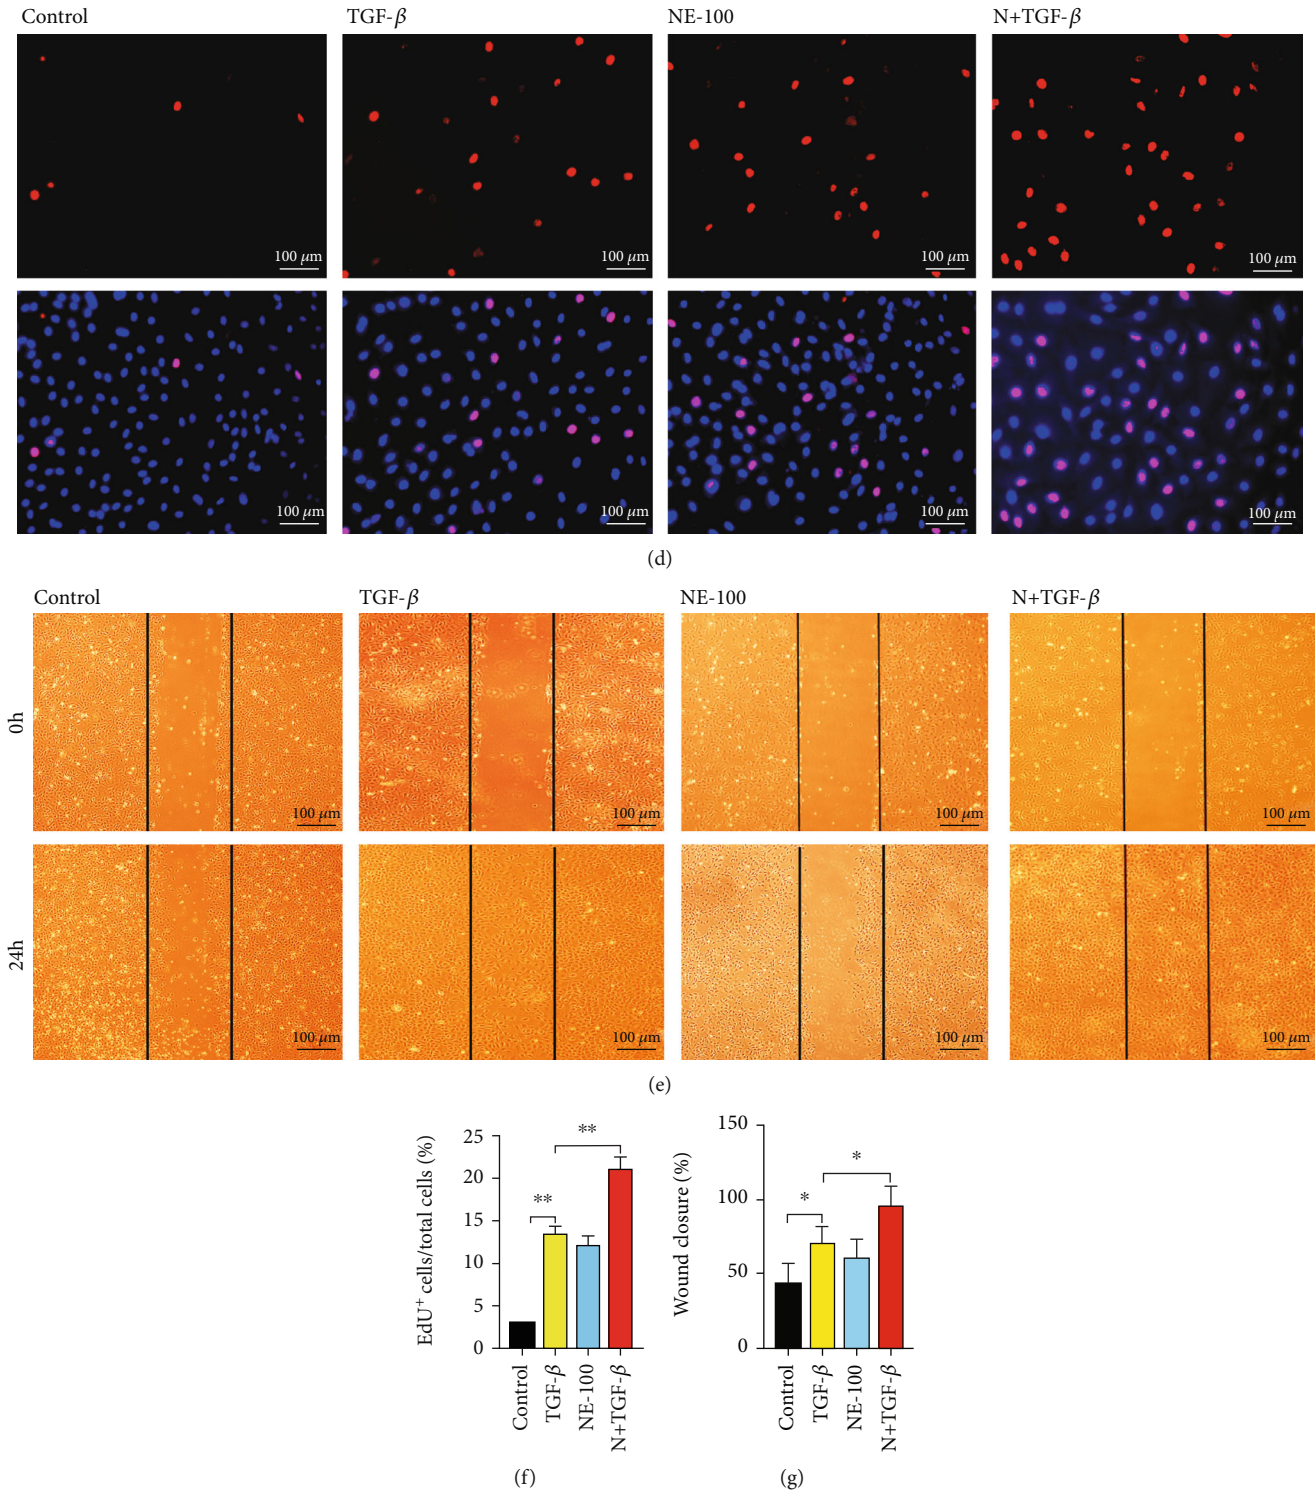 Control TGF-β NE-100 N+TGF-β
100 μm 100 μm 100 μm 100 μm
100 μm 100 μm 100 μm 100 μm
(d)
Control TGF-β NE-100 N+TGF-β
0h
100 μm 100 μm 100 μm 100 μm
24h
100 μm 100 μm 100 μm 100 μm
(e)
EdU+ cells/total cells (%)
25
20
15
10
5
0
** **
Control TGF-β NE-100 N+TGF-β
(f)
Wound closure (%)
150
100
50
0
* *
Control TGF-β NE-100 N+TGF-β
(g)